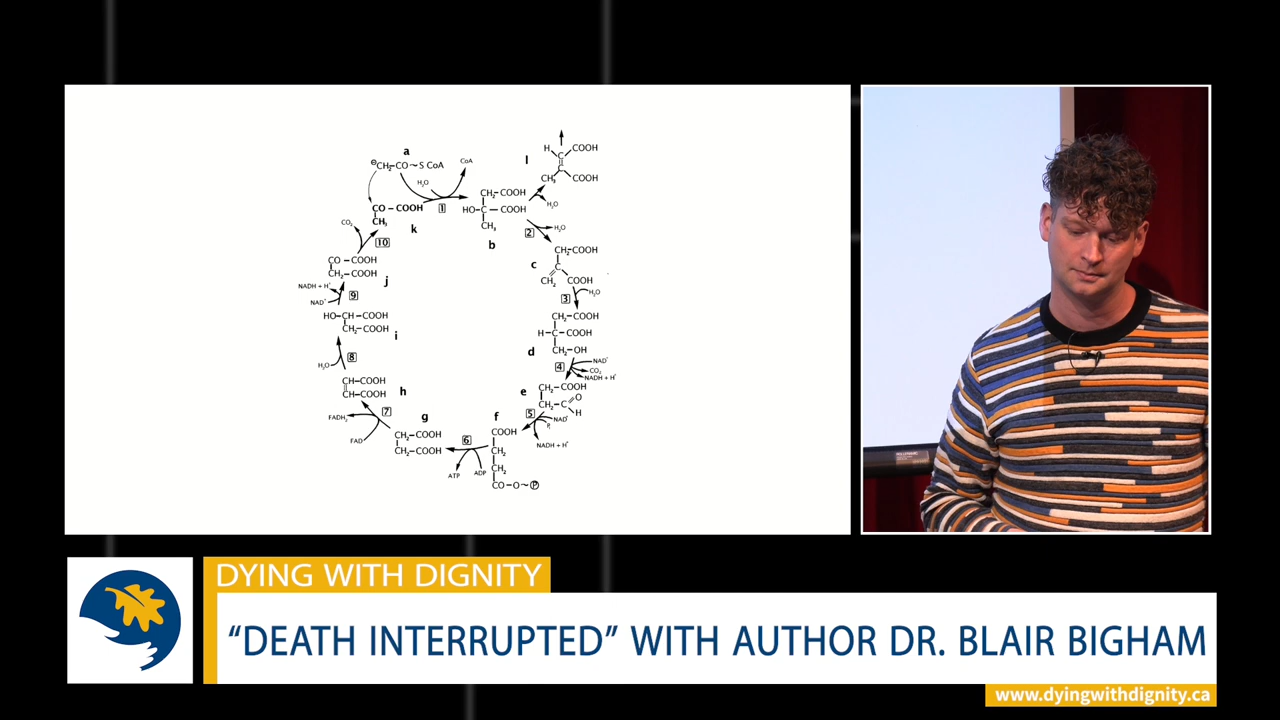 a
⊖CH₂–CO~S CoA
CoA
H₂O
1
CO – COOH
CH₃
k
CH₂–COOH
HO–C – COOH
CH₃
b
l
H
C
COOH
CH₃
COOH
H₂O
2
H₂O
CH₂–COOH
C
CH₂
COOH
c
3
H₂O
CH₂–COOH
H–C–COOH
CH₂–OH
d
4
NAD⁺
CO₂
NADH + H⁺
e
CH₂–COOH
CH₂–C
O
H
5
NAD⁺
Pᵢ
NADH + H⁺
f
COOH
CH₂
CH₂
CO–O~Ⓟ
6
ATP
ADP
g
CH₂–COOH
CH₂–COOH
7
FADH₂
FAD
h
CH–COOH
CH–COOH
8
H₂O
HO–CH–COOH
CH₂–COOH
i
9
NADH + H⁺
NAD⁺
CO – COOH
CH₂–COOH
j
10
CO₂
DYING WITH DIGNITY
“DEATH INTERRUPTED” WITH AUTHOR DR. BLAIR BIGHAM
www.dyingwithdignity.ca